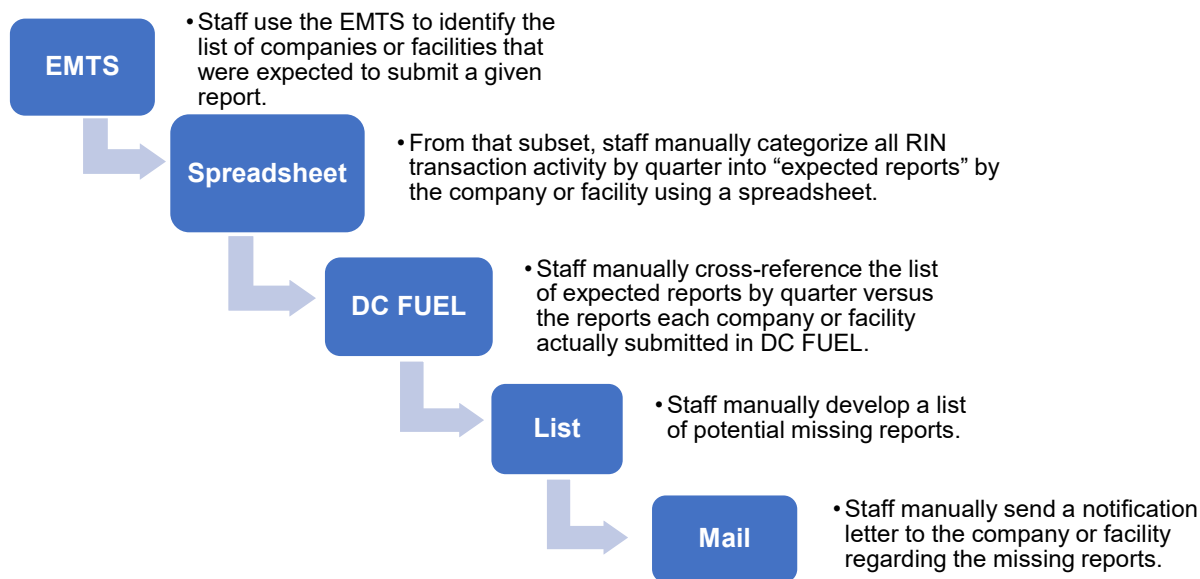 EMTS
• Staff use the EMTS to identify the
list of companies or facilities that
were expected to submit a given
report.
Spreadsheet
• From that subset, staff manually categorize all RIN
transaction activity by quarter into “expected reports” by
the company or facility using a spreadsheet.
DC FUEL
• Staff manually cross-reference the list
of expected reports by quarter versus
the reports each company or facility
actually submitted in DC FUEL.
List
• Staff manually develop a list
of potential missing reports.
Mail
• Staff manually send a notification
letter to the company or facility
regarding the missing reports.